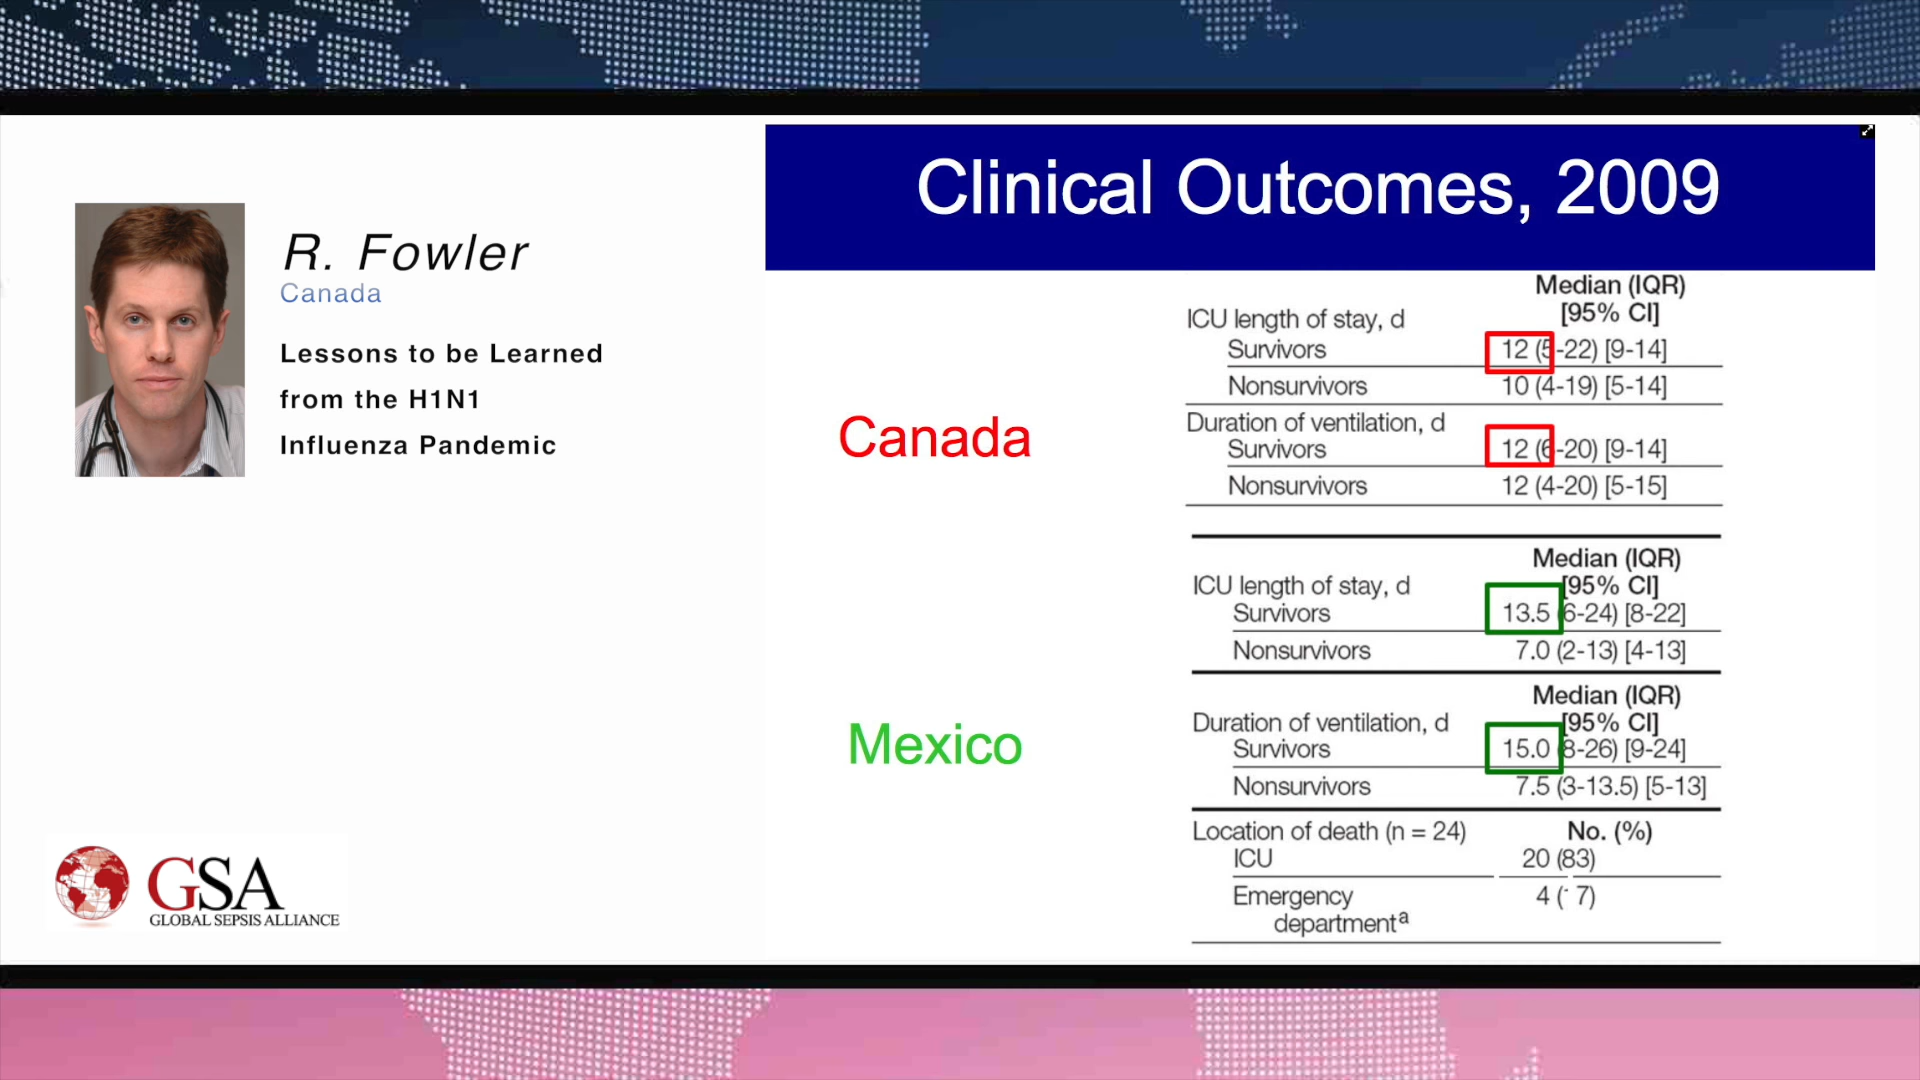 R. Fowler
Canada
Lessons to be Learned
from the H1N1
Influenza Pandemic
GSA
GLOBAL SEPSIS ALLIANCE
Clinical Outcomes, 2009
Canada
Median (IQR)
[95% CI]
ICU length of stay, d
Survivors 12 (5-22) [9-14]
Nonsurvivors 10 (4-19) [5-14]
Duration of ventilation, d
Survivors 12 (6-20) [9-14]
Nonsurvivors 12 (4-20) [5-15]
Mexico
Median (IQR)
[95% CI]
ICU length of stay, d
Survivors 13.5 (6-24) [8-22]
Nonsurvivors 7.0 (2-13) [4-13]
Median (IQR)
[95% CI]
Duration of ventilation, d
Survivors 15.0 (8-26) [9-24]
Nonsurvivors 7.5 (3-13.5) [5-13]
Location of death (n = 24) No. (%)
ICU 20 (83)
Emergency 4
departmentª